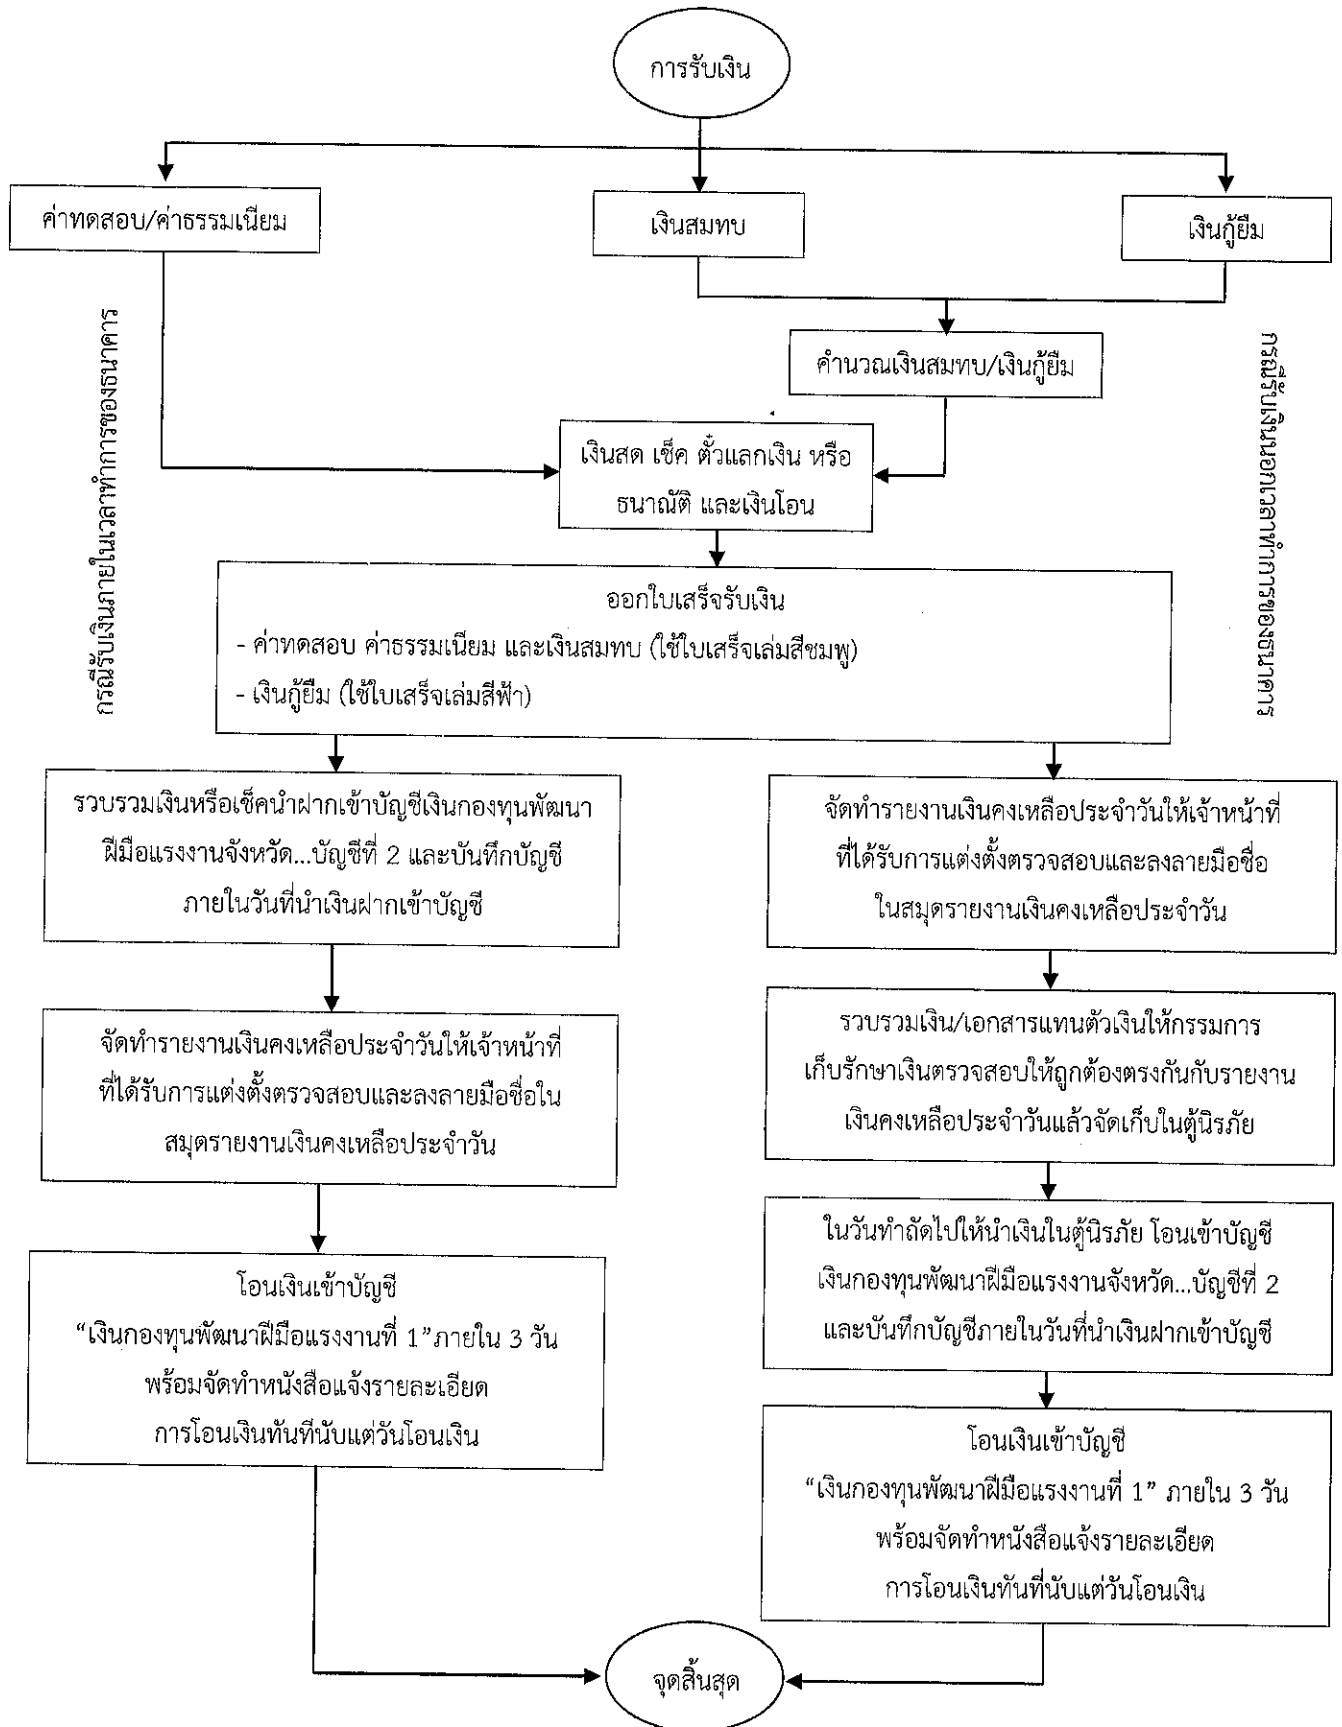 การรับเงิน
ค่าทดสอบ/ค่าธรรมเนียม
เงินสมทบ
เงินกู้ยืม
คำนวณเงินสมทบ/เงินกู้ยืม
กรณีรับเงินภายในเวลาทำการของธนาคาร
กรณีรับเงินนอกเวลาทำการของธนาคาร
เงินสด เช็ค ตั๋วแลกเงิน หรือ
ธนาณัติ และเงินโอน
ออกใบเสร็จรับเงิน
- ค่าทดสอบ ค่าธรรมเนียม และเงินสมทบ (ใช้ใบเสร็จเล่มสีชมพู)
- เงินกู้ยืม (ใช้ใบเสร็จเล่มสีฟ้า)
รวบรวมเงินหรือเช็คนำฝากเข้าบัญชีเงินกองทุนพัฒนา
ฝีมือแรงงานจังหวัด...บัญชีที่ 2 และบันทึกบัญชี
ภายในวันที่นำเงินฝากเข้าบัญชี
จัดทำรายงานเงินคงเหลือประจำวันให้เจ้าหน้าที่
ที่ได้รับการแต่งตั้งตรวจสอบและลงลายมือชื่อใน
สมุดรายงานเงินคงเหลือประจำวัน
โอนเงินเข้าบัญชี
“เงินกองทุนพัฒนาฝีมือแรงงานที่ 1”ภายใน 3 วัน
พร้อมจัดทำหนังสือแจ้งรายละเอียด
การโอนเงินทันทีนับแต่วันโอนเงิน
จัดทำรายงานเงินคงเหลือประจำวันให้เจ้าหน้าที่
ที่ได้รับการแต่งตั้งตรวจสอบและลงลายมือชื่อ
ในสมุดรายงานเงินคงเหลือประจำวัน
รวบรวมเงิน/เอกสารแทนตัวเงินให้กรรมการ
เก็บรักษาเงินตรวจสอบให้ถูกต้องตรงกันกับรายงาน
เงินคงเหลือประจำวันแล้วจัดเก็บในตู้นิรภัย
ในวันทำถัดไปให้นำเงินในตู้นิรภัย โอนเข้าบัญชี
เงินกองทุนพัฒนาฝีมือแรงงานจังหวัด...บัญชีที่ 2
และบันทึกบัญชีภายในวันที่นำเงินฝากเข้าบัญชี
โอนเงินเข้าบัญชี
“เงินกองทุนพัฒนาฝีมือแรงงานที่ 1” ภายใน 3 วัน
พร้อมจัดทำหนังสือแจ้งรายละเอียด
การโอนเงินทันทีนับแต่วันโอนเงิน
จุดสิ้นสุด